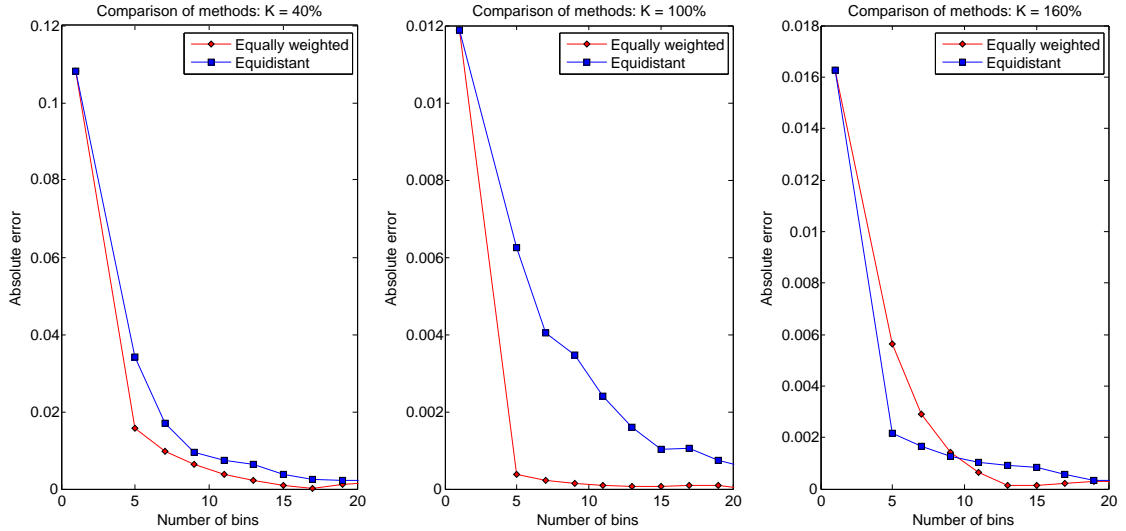 Comparison of methods: K = 40%
0.12
0.1
0.08
0.06
0.04
0.02
0
Absolute error
Equally weighted
Equidistant
0
5
10
15
20
Number of bins
Comparison of methods: K = 100%
0.012
0.01
0.008
0.006
0.004
0.002
0
Absolute error
Equally weighted
Equidistant
0
5
10
15
20
Number of bins
Comparison of methods: K = 160%
0.018
0.016
0.014
0.012
0.01
0.008
0.006
0.004
0.002
0
Absolute error
Equally weighted
Equidistant
0
5
10
15
20
Number of bins